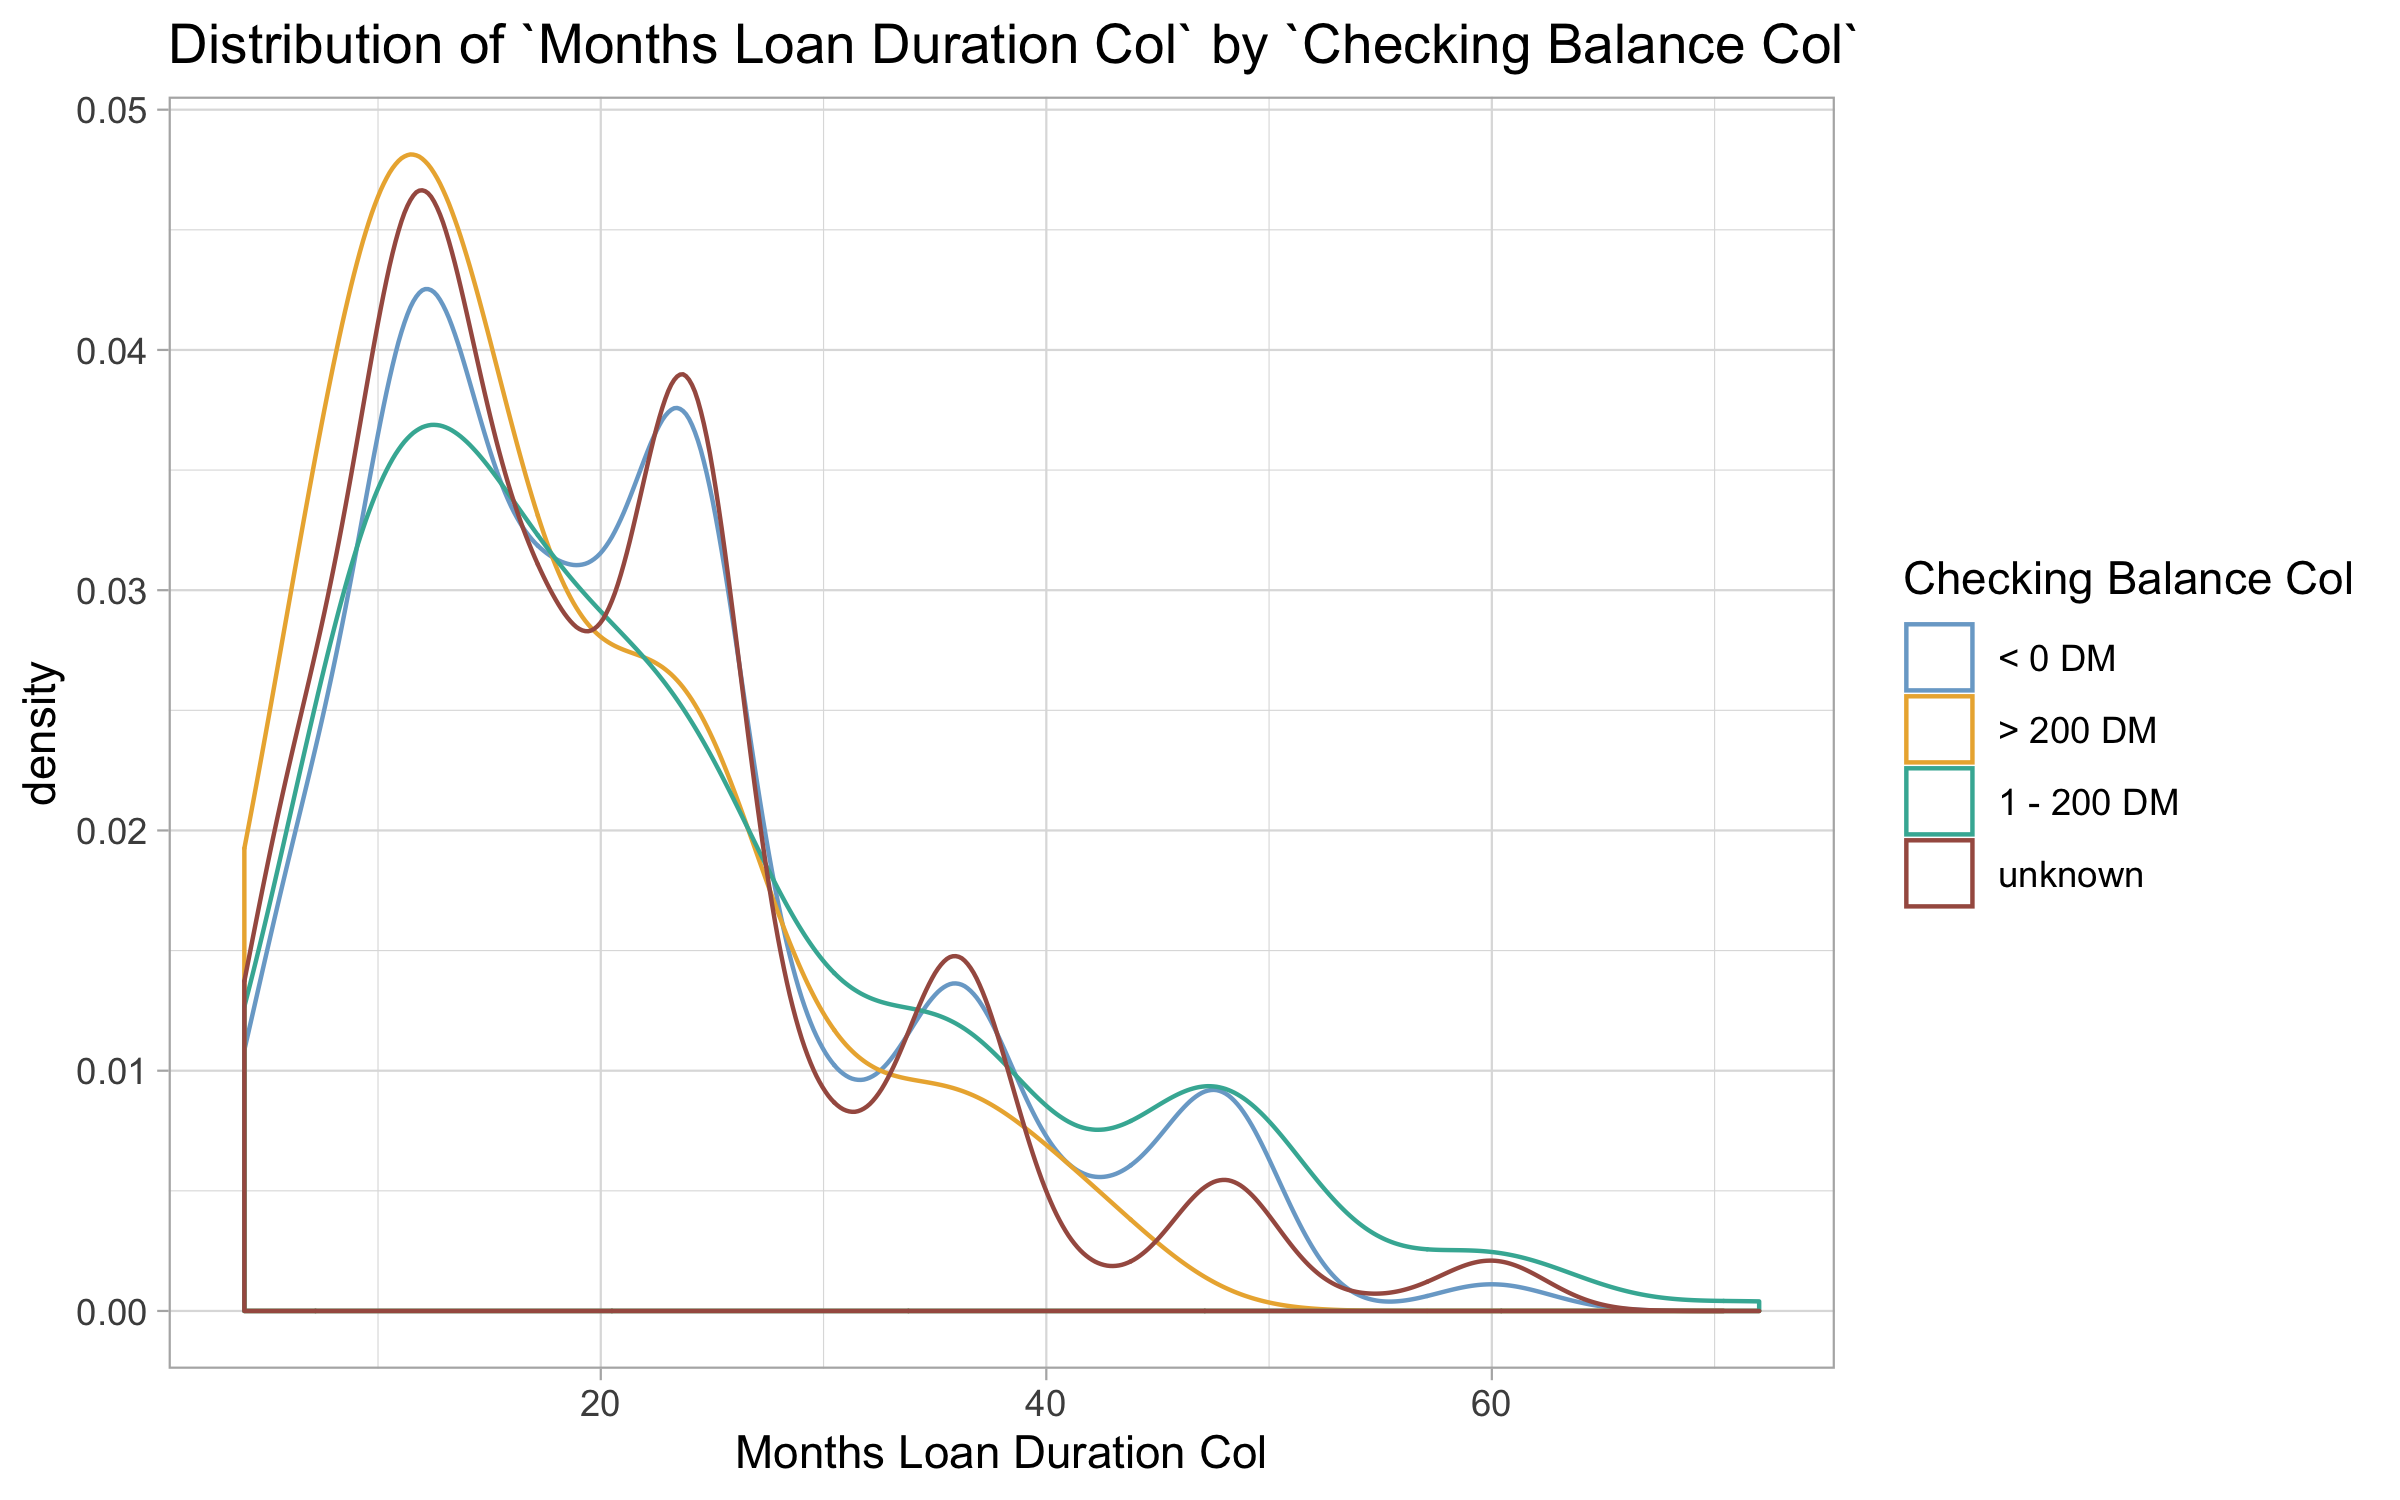 Distribution of `Months Loan Duration Col` by `Checking Balance Col`
0.05
0.04
0.03
0.02
0.01
0.00
density
20 40 60
Months Loan Duration Col
Checking Balance Col
< 0 DM
> 200 DM
1 - 200 DM
unknown